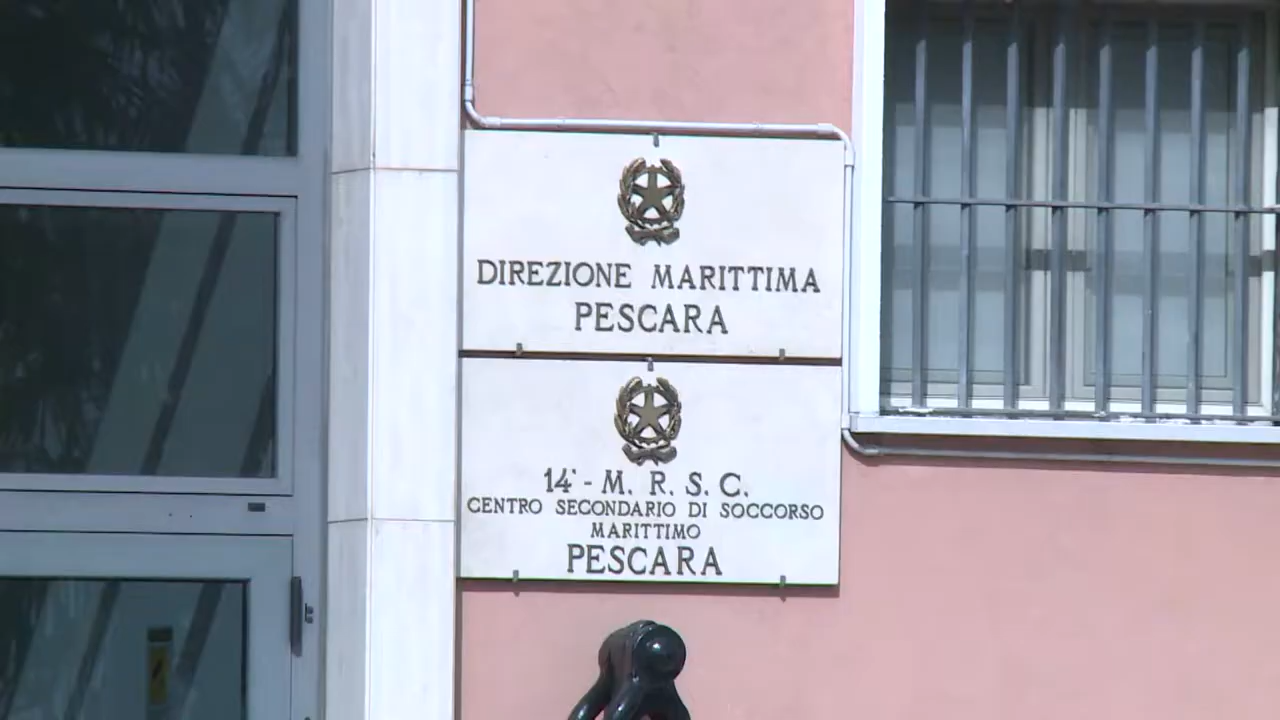 DIREZIONE MARITTIMA
PESCARA
14° - M. R. S. C.
CENTRO SECONDARIO DI SOCCORSO
MARITTIMO
PESCARA